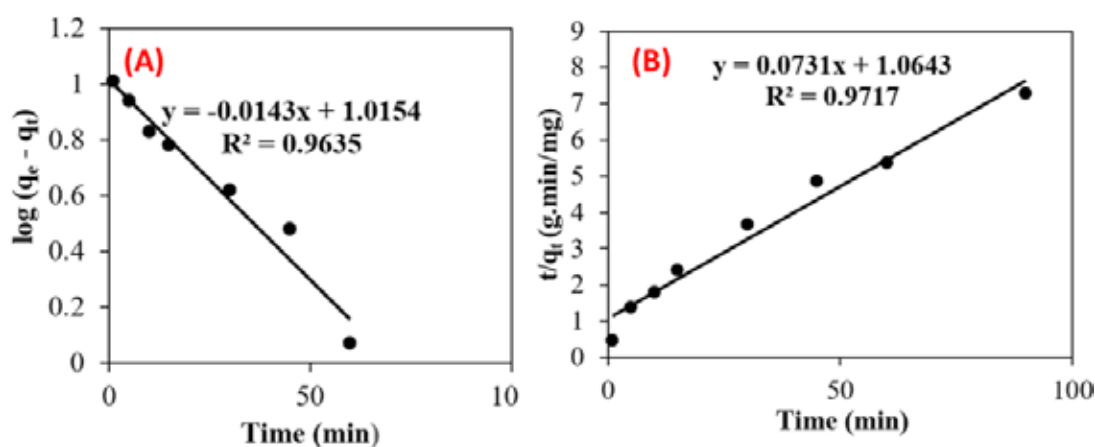 (A)
y = -0.0143x + 1.0154
R² = 0.9635
log (qₑ - qₜ)
1.2
1
0.8
0.6
0.4
0.2
0
0
50
10
Time (min)
(B)
y = 0.0731x + 1.0643
R² = 0.9717
t/qₜ (g.min/mg)
9
8
7
6
5
4
3
2
1
0
0
50
100
Time (min)